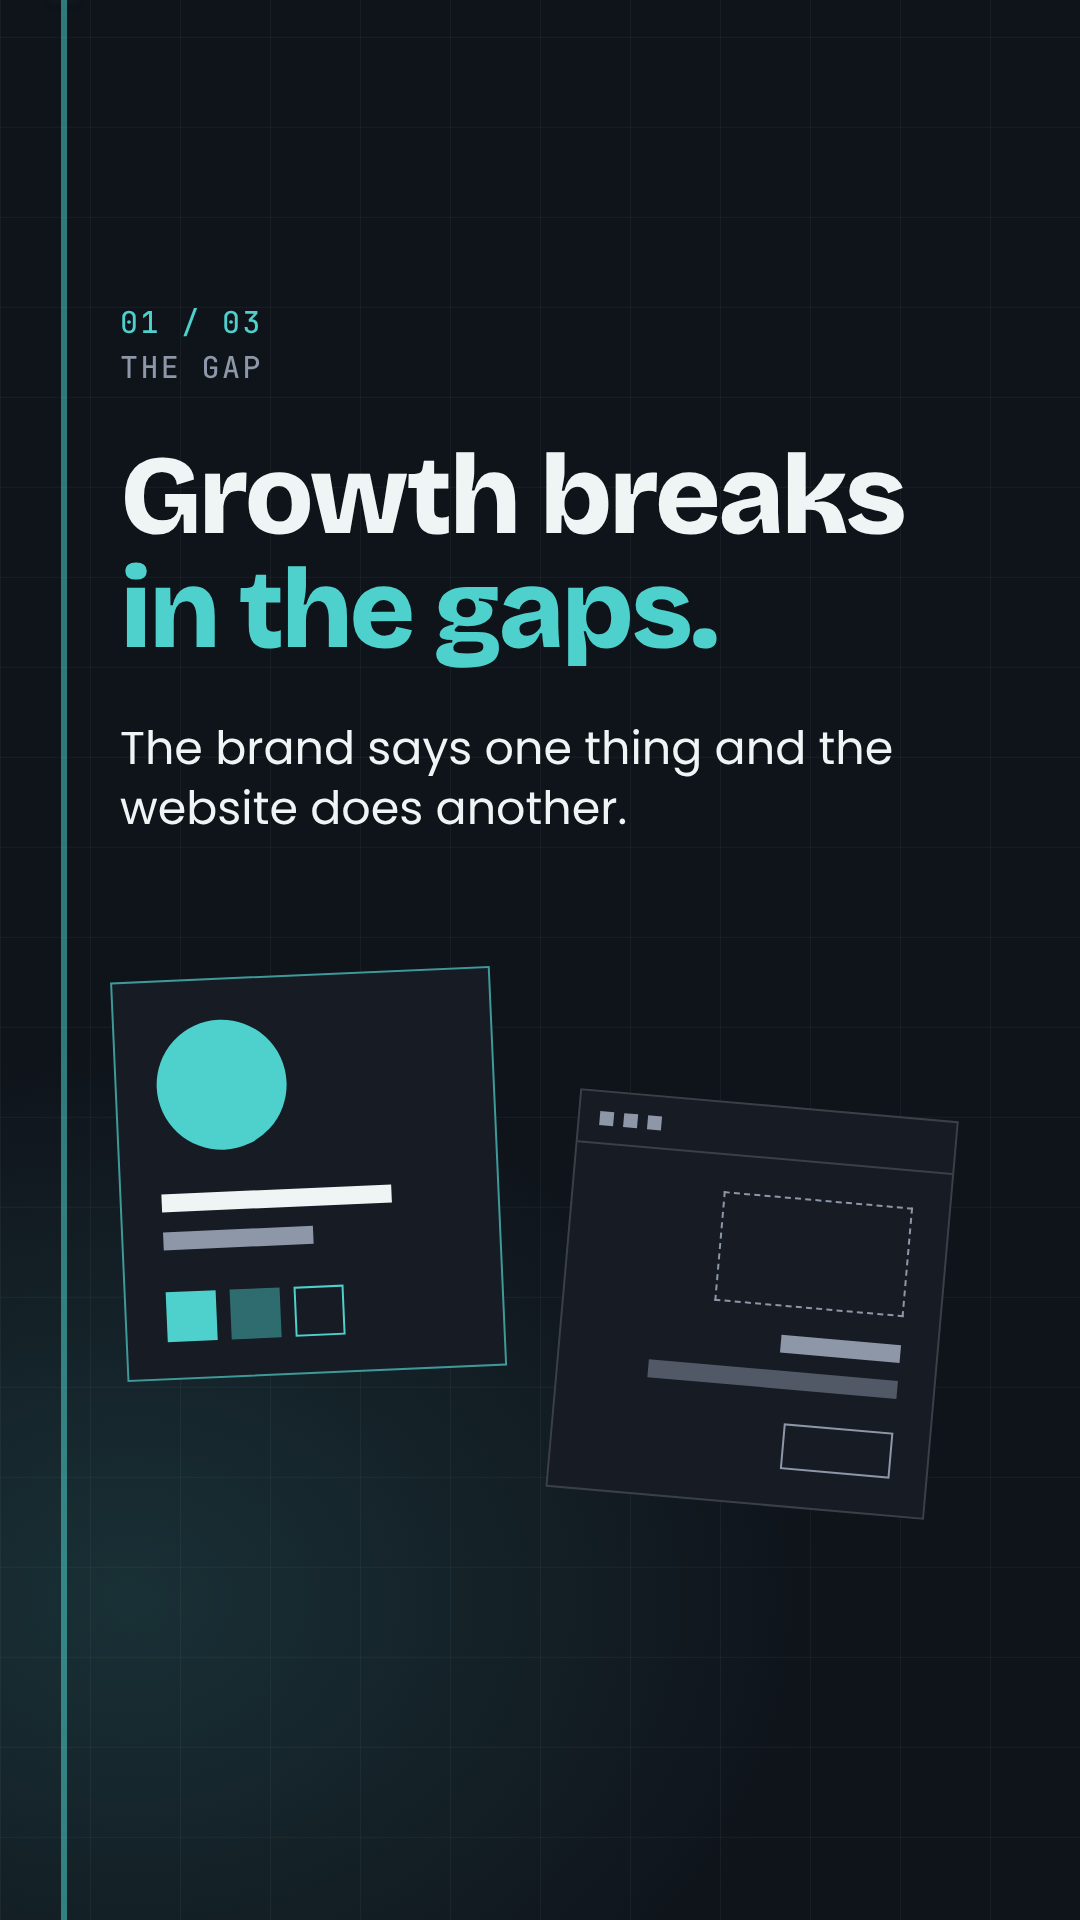 01 / 03
THE GAP
Growth breaks
in the gaps.
The brand says one thing and the
website does another.